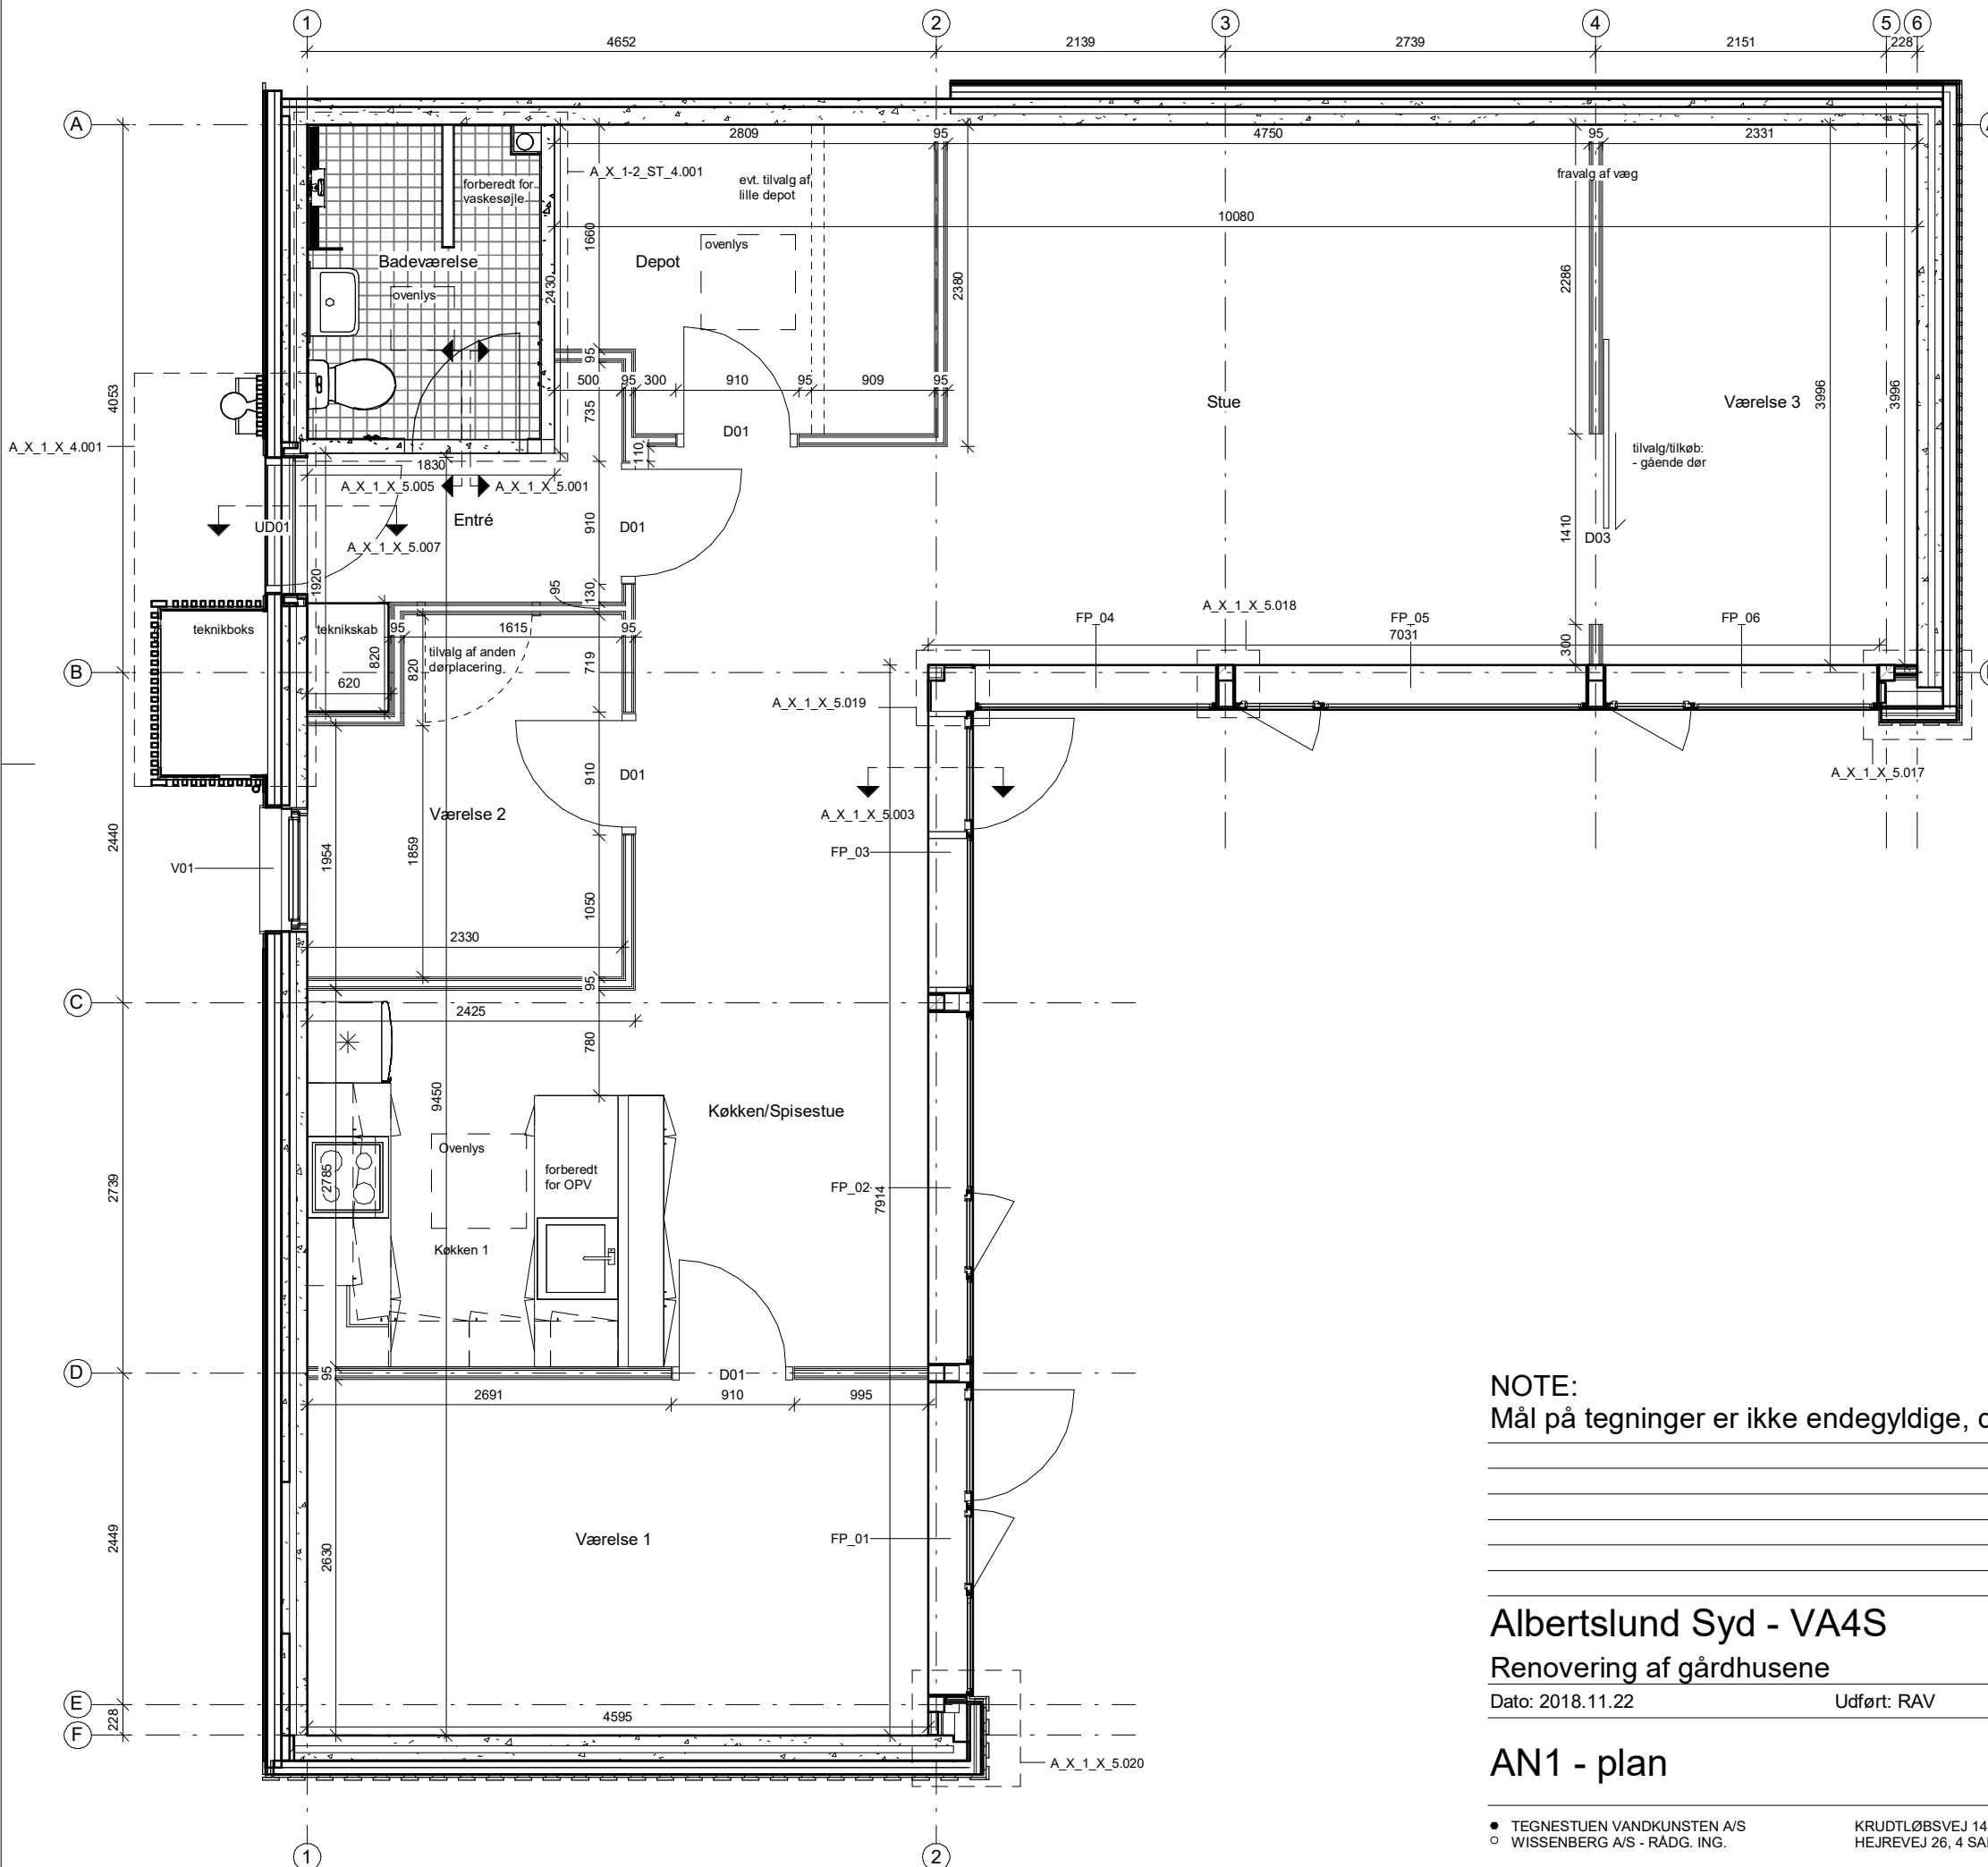 1 2 3 4 5 6
4652 2139 2739 2151 228
A
2809 95 4750 95 2331
A_X_1-2_ST_4.001
forberedt for
vaskesøjle
evt. tilvalg af
lille depot
fravalg af væg
10080
1660
ovenlys
Badeværelse
Depot
ovenlys
2430
2380
2286
4053
95
500 95 300 910 95 909 95
735
Stue
Værelse 3
3996
3996
A_X_1_X_4.001
D01
110
tilvalg/tilkøb:
- gående dør
1830
A_X_1_X_5.005
A_X_1_X_5.001
Entré
UD01
910
D01
1410
D03
A_X_1_X_5.007
1920
95
130
A_X_1_X_5.018
FP_04
FP_05
FP_06
7031
300
teknikboks
teknikskab
95
1615
95
tilvalg af anden
dørplacering
820
820
719
B
620
A_X_1_X_5.019
910
D01
A_X_1_X_5.017
Værelse 2
A_X_1_X_5.003
2440
1954
1859
FP_03
V01
1050
2330
95
C
2425
780
9450
Køkken/Spisestue
Ovenlys
forberedt
for OPV
2785
2739
7914
FP_02
Køkken 1
D
95
D01
2691 910 995
NOTE:
Mål på tegninger er ikke endegyldige,
2449
2630
Værelse 1
FP_01
Albertslund Syd - VA4S
Renovering af gårdhusene
Dato: 2018.11.22 Udført: RAV
E
228
4595
F
A_X_1_X_5.020
AN1 - plan
TEGNESTUEN VANDKUNSTEN A/S KRUDTLØBSVEJ 14
WISSENBERG A/S - RÅDG. ING. HEJREVEJ 26, 4 SAL
1 2